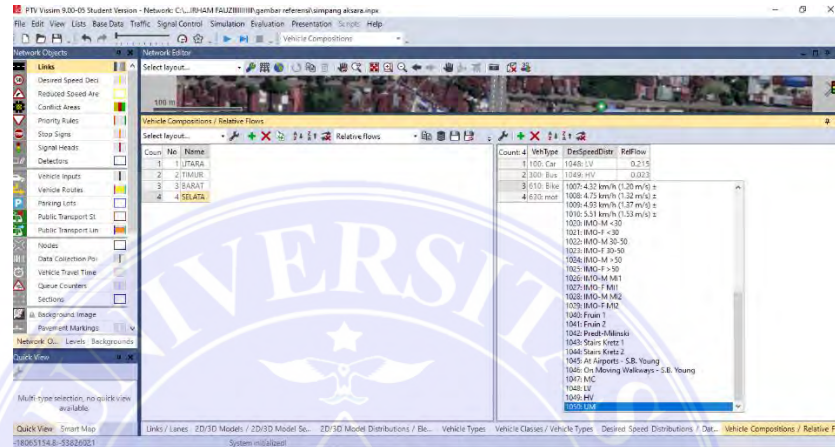 PTV Vissim 9.00-05 Student Version - Network: C:\...IRHAM FAUZIIIIIIIII\gambar referensi\simpang aksara.inpx
File Edit View Lists Base Data Traffic Signal Control Simulation Evaluation Presentation Scripts Help
Vehicle Compositions
Network Objects
Network Editor
Links
Select layout...
Desired Speed Deci
Reduced Speed Are
Conflict Areas
100 m
Priority Rules
Vehicle Compositions / Relative Flows
Stop Signs
Select layout...
Relative flows
Signal Heads
Coun No Name
Count: 4 VehType DesSpeedDistr RelFlow
Detectors
1 1 UTARA
1 100: Car 1048: LV 0.215
Vehicle Inputs
2 2 TIMUR
2 300: Bus 1049: HV 0.023
Vehicle Routes
3 3 BARAT
3 610: Bike
Parking Lots
4 4 SELATA
4 630: mot
Public Transport St
Public Transport Lin
Nodes
Data Collection Poi
Vehicle Travel Time
Queue Counters
Sections
Background Image
Pavement Markings
1007: 4.32 km/h (1.20 m/s) ±
1008: 4.75 km/h (1.32 m/s) ±
1009: 4.93 km/h (1.37 m/s) ±
1010: 5.51 km/h (1.53 m/s) ±
1020: IMO-M <30
1021: IMO-F <30
1022: IMO-M 30-50
1023: IMO-F 30-50
1024: IMO-M >50
1025: IMO-F >50
1026: IMO-M MI1
1027: IMO-F MI1
1028: IMO-M MI2
1029: IMO-F MI2
1040: Fruin 1
1041: Fruin 2
1042: Predt-Milinski
1043: Stairs Kretz 1
1044: Stairs Kretz 2
1045: At Airports - S.B. Young
1046: On Moving Walkways - S.B. Young
1047: MC
1048: LV
1049: HV
1050: UM
Network O... Levels Backgrounds
Quick View
Multi-type selection, no quick view
available.
Quick View Smart Map
Links / Lanes 2D/3D Models / 2D/3D Model Se... 2D/3D Model Distributions / Ele... Vehicle Types Vehicle Classes / Vehicle Types Desired Speed Distributions / Dat... Vehicle Compositions / Relative F
-18065154.8:-5382602.1
System initialized!
UNIVERSITA